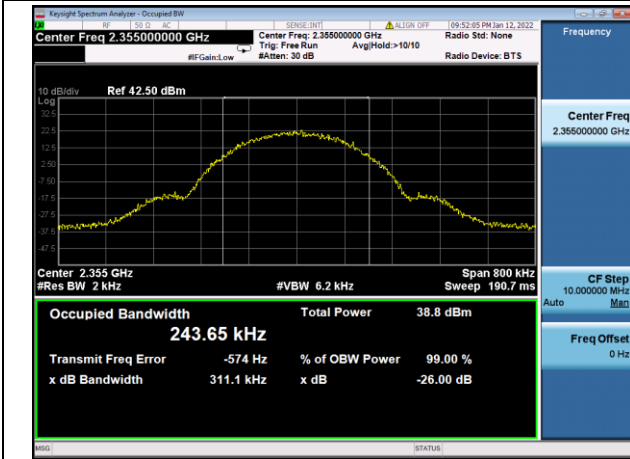 Keysight Spectrum Analyzer - Occupied BW
RF 50 Ω AC SENSE:INT ALIGN OFF 09:52:05 PM Jan 12, 2022
Center Freq 2.355000000 GHz Center Freq: 2.355000000 GHz Radio Std: None
Trig: Free Run Avg|Hold:>10/10
#IFGain:Low #Atten: 30 dB Radio Device: BTS
10 dB/div Ref 42.50 dBm
Log
32.5
22.5
12.5
2.50
-7.50
-17.5
-27.5
-37.5
-47.5
Center 2.355 GHz Span 800 kHz
#Res BW 2 kHz #VBW 6.2 kHz Sweep 190.7 ms
Occupied Bandwidth Total Power 38.8 dBm
243.65 kHz
Transmit Freq Error -574 Hz % of OBW Power 99.00 %
x dB Bandwidth 311.1 kHz x dB -26.00 dB
MSG STATUS
Frequency
Center Freq
2.355000000 GHz
CF Step
10.000000 MHz
Auto Man
Freq Offset
0 Hz